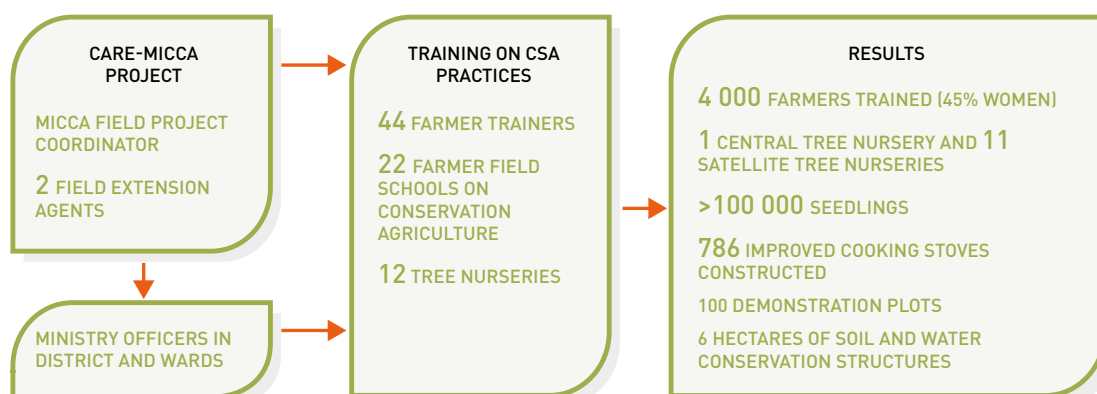 CARE-MICCA
PROJECT
MICCA FIELD PROJECT
COORDINATOR
2 FIELD EXTENSION
AGENTS
MINISTRY OFFICERS IN
DISTRICT AND WARDS
TRAINING ON CSA
PRACTICES
44 FARMER TRAINERS
22 FARMER FIELD
SCHOOLS ON
CONSERVATION
AGRICULTURE
12 TREE NURSERIES
RESULTS
4 000 FARMERS TRAINED (45% WOMEN)
1 CENTRAL TREE NURSERY AND 11
SATELLITE TREE NURSERIES
>100 000 SEEDLINGS
786 IMPROVED COOKING STOVES
CONSTRUCTED
100 DEMONSTRATION PLOTS
6 HECTARES OF SOIL AND WATER
CONSERVATION STRUCTURES